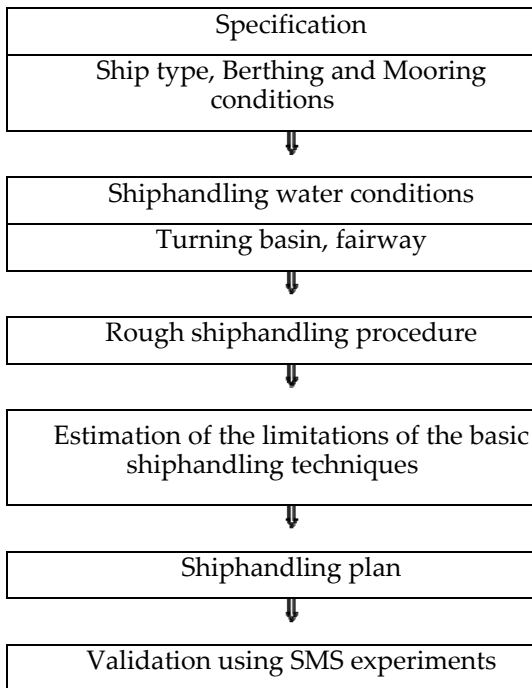 Specification
Ship type, Berthing and Mooring
conditions
Shiphandling water conditions
Turning basin, fairway
Rough shiphandling procedure
Estimation of the limitations of the basic
shiphandling techniques
Shiphandling plan
Validation using SMS experiments